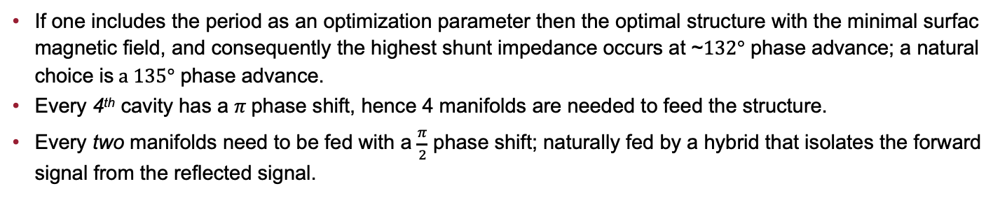 • If one includes the period as an optimization parameter then the optimal structure with the minimal surfac
magnetic field, and consequently the highest shunt impedance occurs at ~132° phase advance; a natural
choice is a 135° phase advance.
• Every 4th cavity has a π phase shift, hence 4 manifolds are needed to feed the structure.
• Every two manifolds need to be fed with a π/2 phase shift; naturally fed by a hybrid that isolates the forward
signal from the reflected signal.